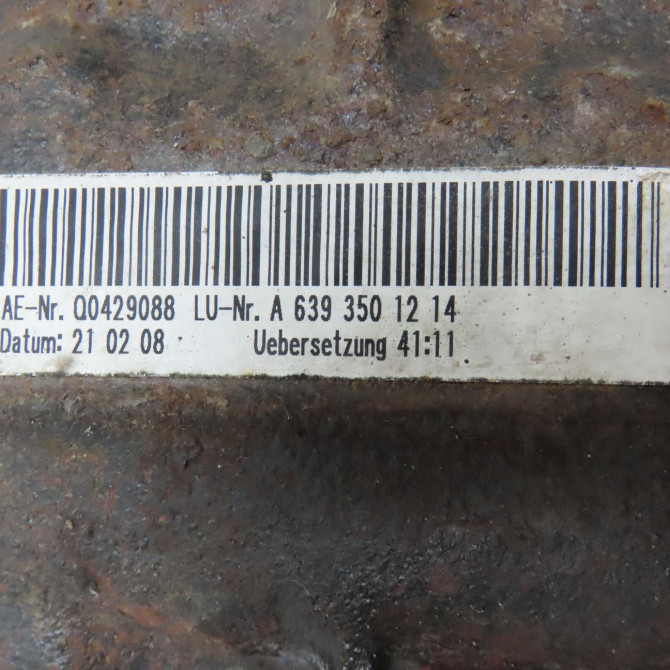 AE-Nr. Q0429088 LU-Nr. A 639 350 12 14
Datum: 21 02 08 Uebersetzung 41:11